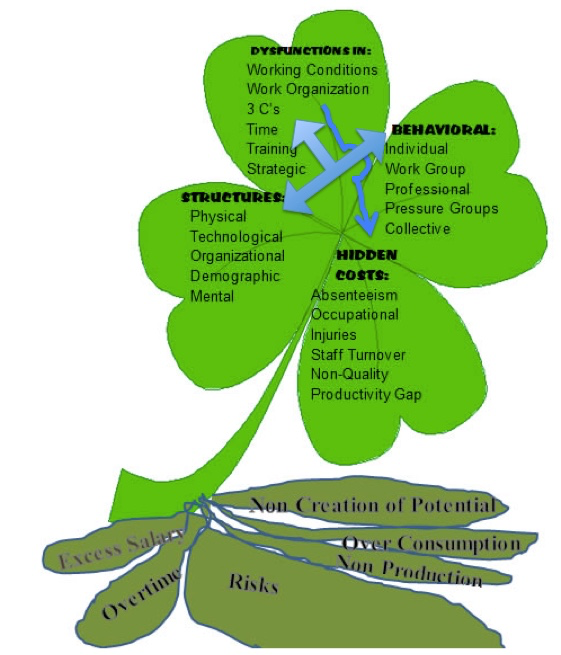 DYSFUNCTIONS IN:
Working Conditions
Work Organization
3 C's
Time
Training
Strategic
BEHAVIORAL:
Individual
Work Group
Professional
Pressure Groups
Collective
STRUCTURES:
Physical
Technological
Organizational
Demographic
Mental
HIDDEN
COSTS:
Absenteeism
Occupational
Injuries
Staff Turnover
Non-Quality
Productivity Gap
Non Creation of Potential
Excess Salary
Over Consumption
Non Production
Overtime
Risks